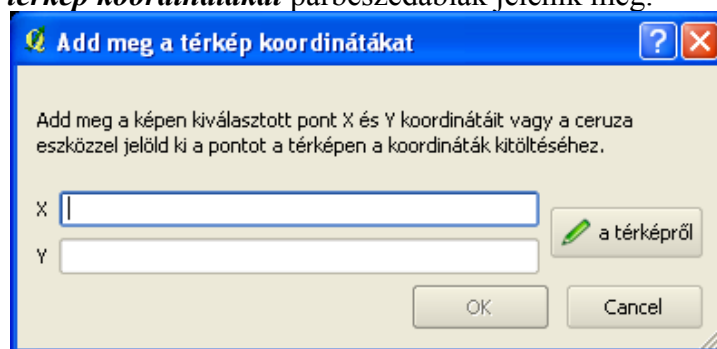 térkép koordinátákat párbeszédablak jelenik meg.
Add meg a térkép koordinátákat
Add meg a képen kiválasztott pont X és Y koordinátáit vagy a ceruza
eszközzel jelöld ki a pontot a térképen a koordináták kitöltéséhez.
X
a térképről
Y
OK
Cancel